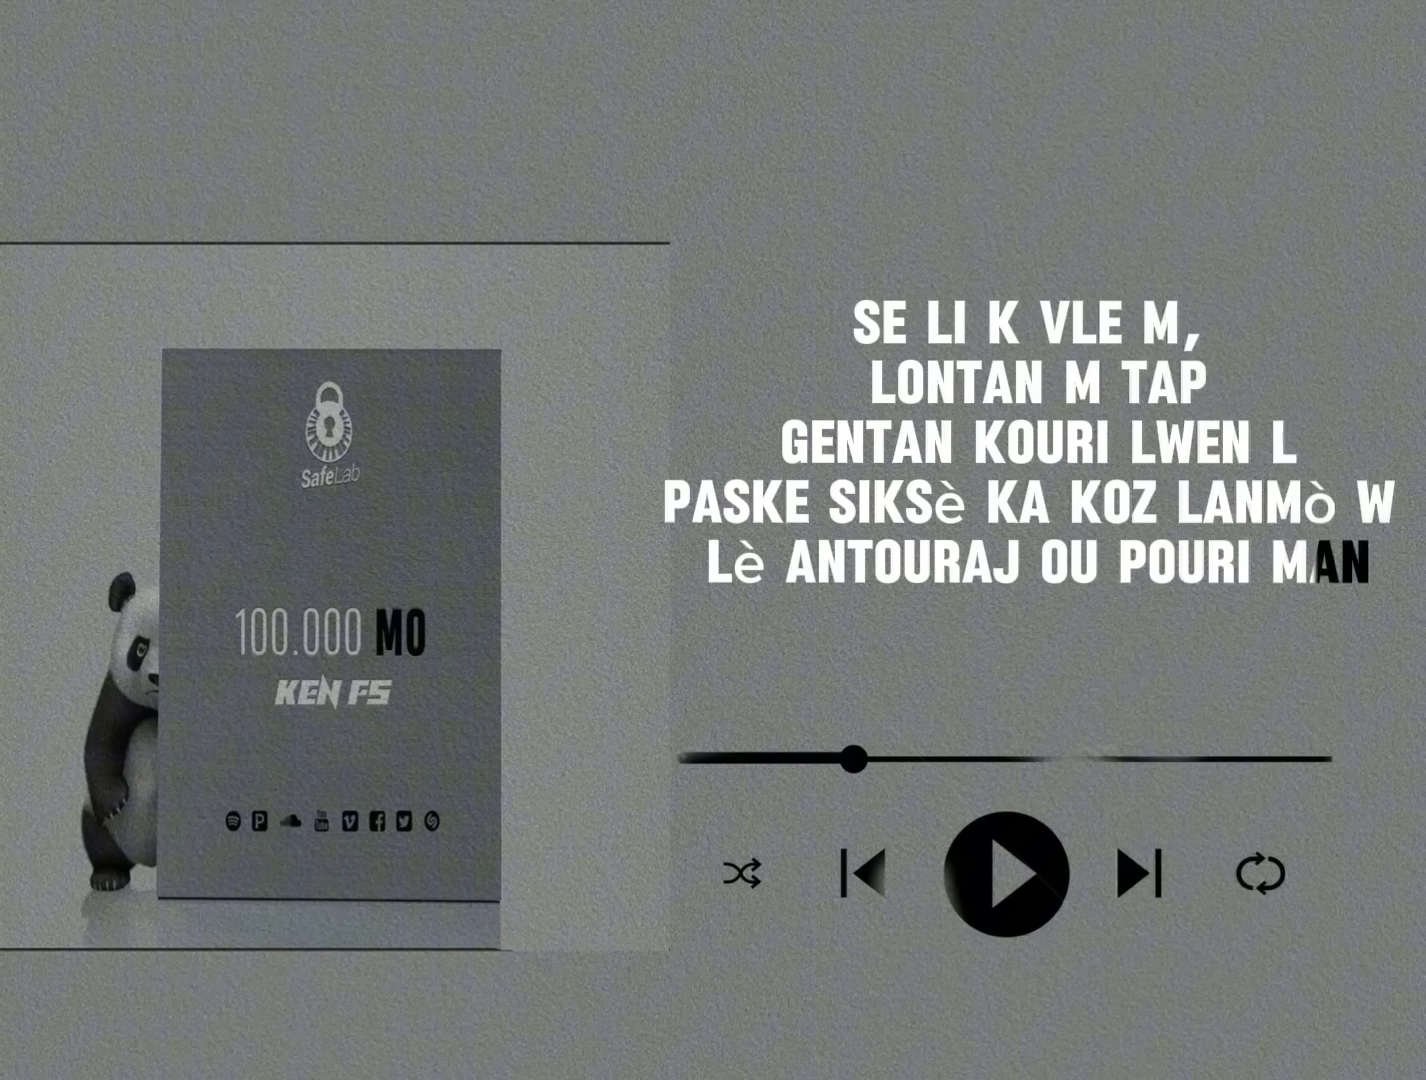 SafeLab
100.000 MO
KEN FS
SE LI K VLE M,
LONTAN M TAP
GENTAN KOURI LWEN L
PASKE SIKSè KA KOZ LANMò W
Lè ANTOURAJ OU POURI MAN